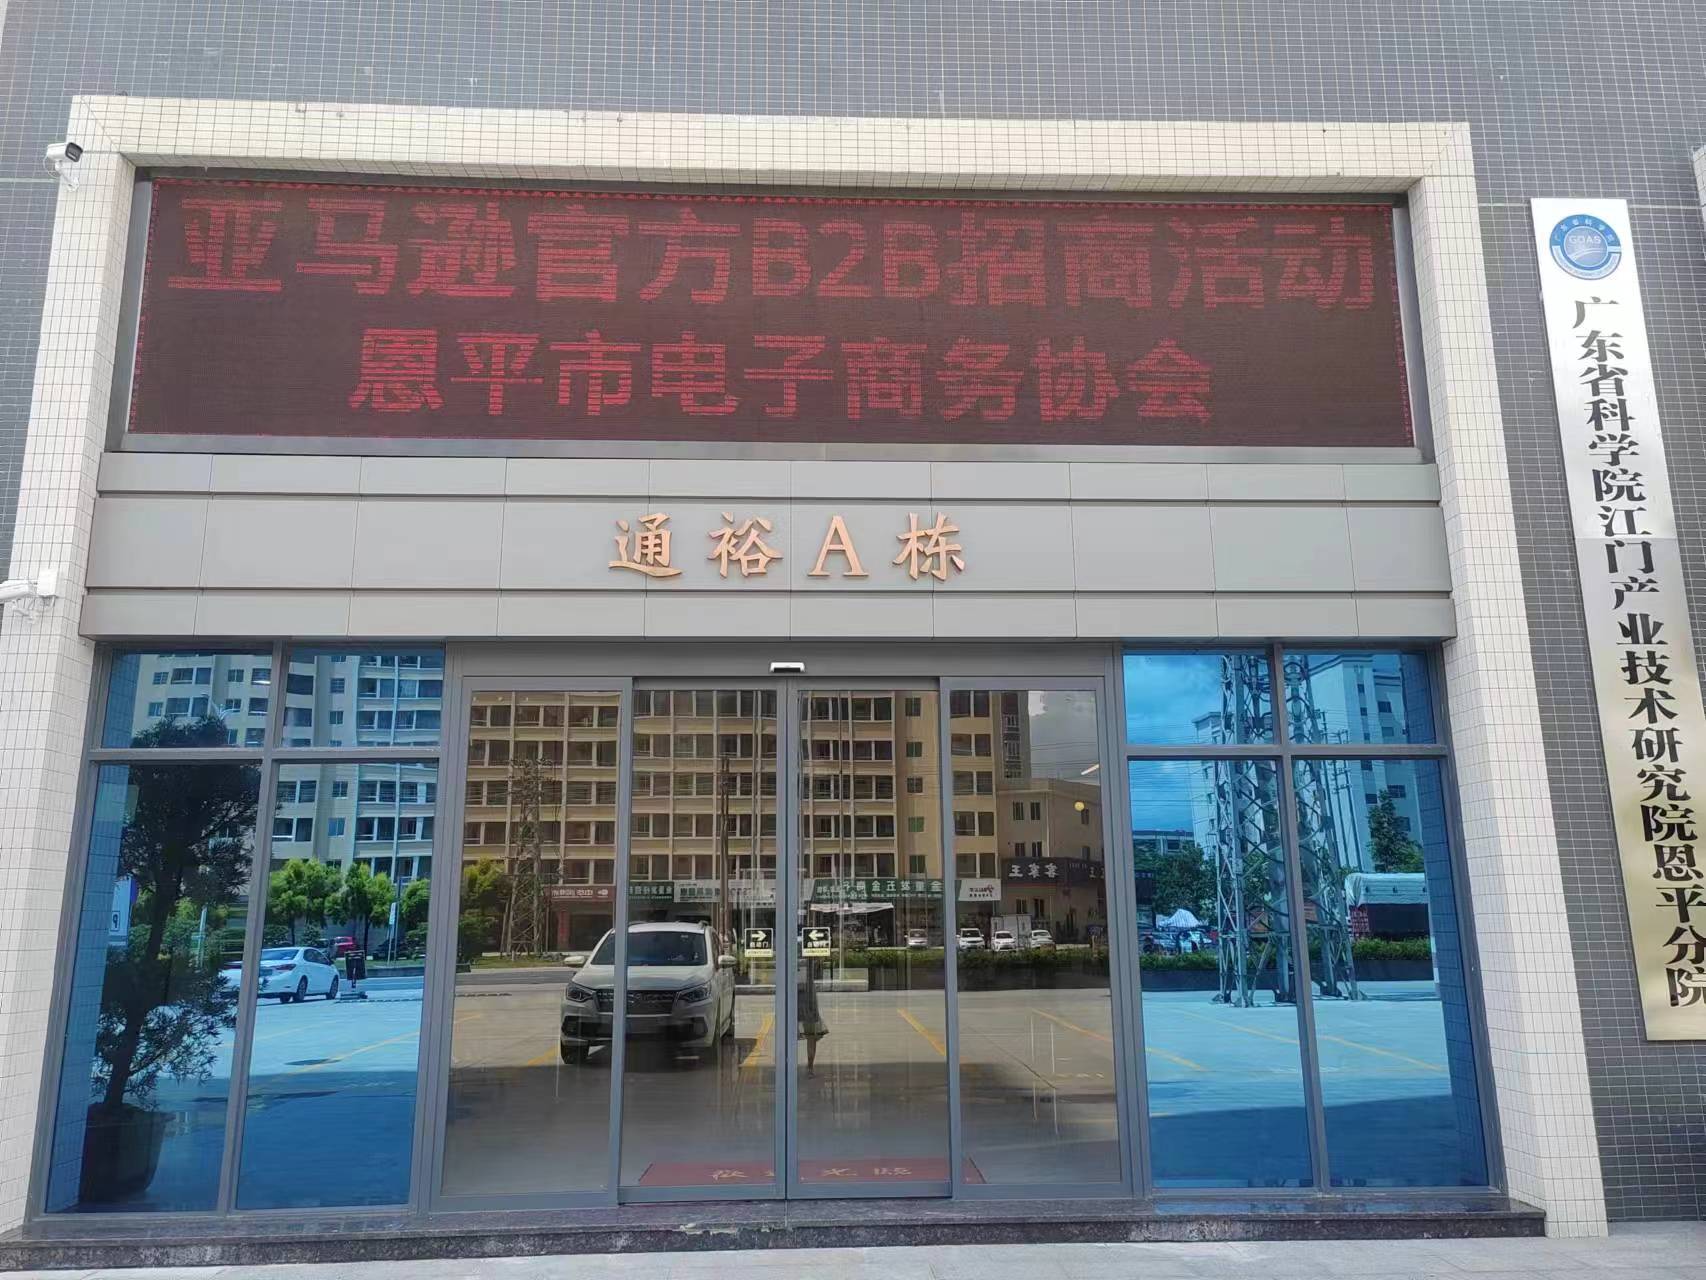 亚马逊官方B2B招商活动
恩平市电子商务协会
通裕A栋
GDAS
广东省科学院江门产业技术研究院恩平分院